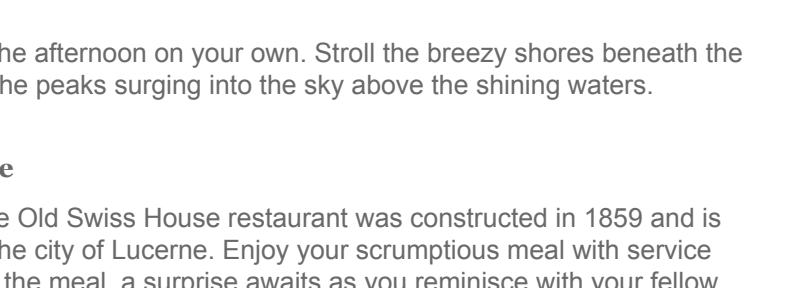 he afternoon on your own. Stroll the breezy shores beneath the
he peaks surging into the sky above the shining waters.
e
e Old Swiss House restaurant was constructed in 1859 and is
he city of Lucerne. Enjoy your scrumptious meal with service
the meal, a surprise awaits as you reminisce with your fellow